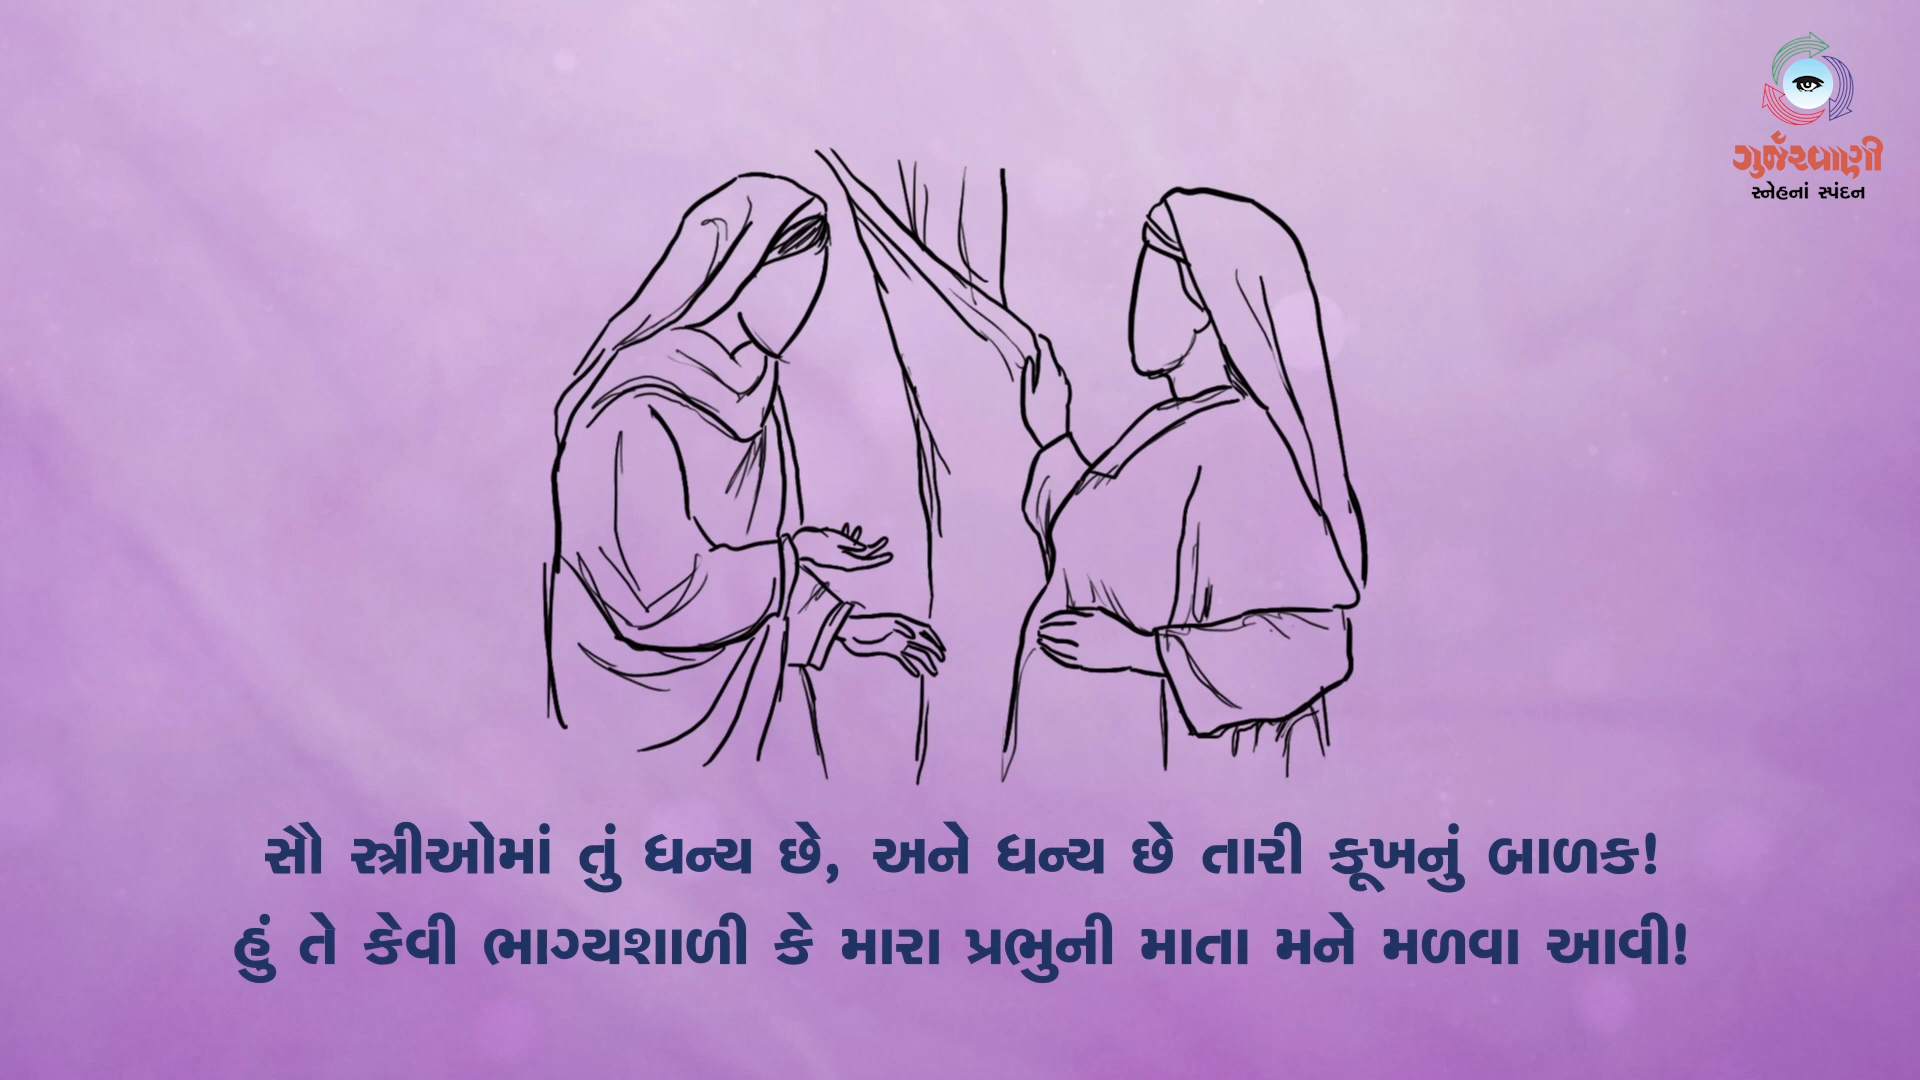 ગુર્જરવાણી
સ્નેહનાં સ્પંદન
સૌ સ્ત્રીઓમાં તું ધન્ય છે, અને ધન્ય છે તારી કૂખનું બાળક!
હું તે કેવી ભાગ્યશાળી કે મારા પ્રભુની માતા મને મળવા આવી!